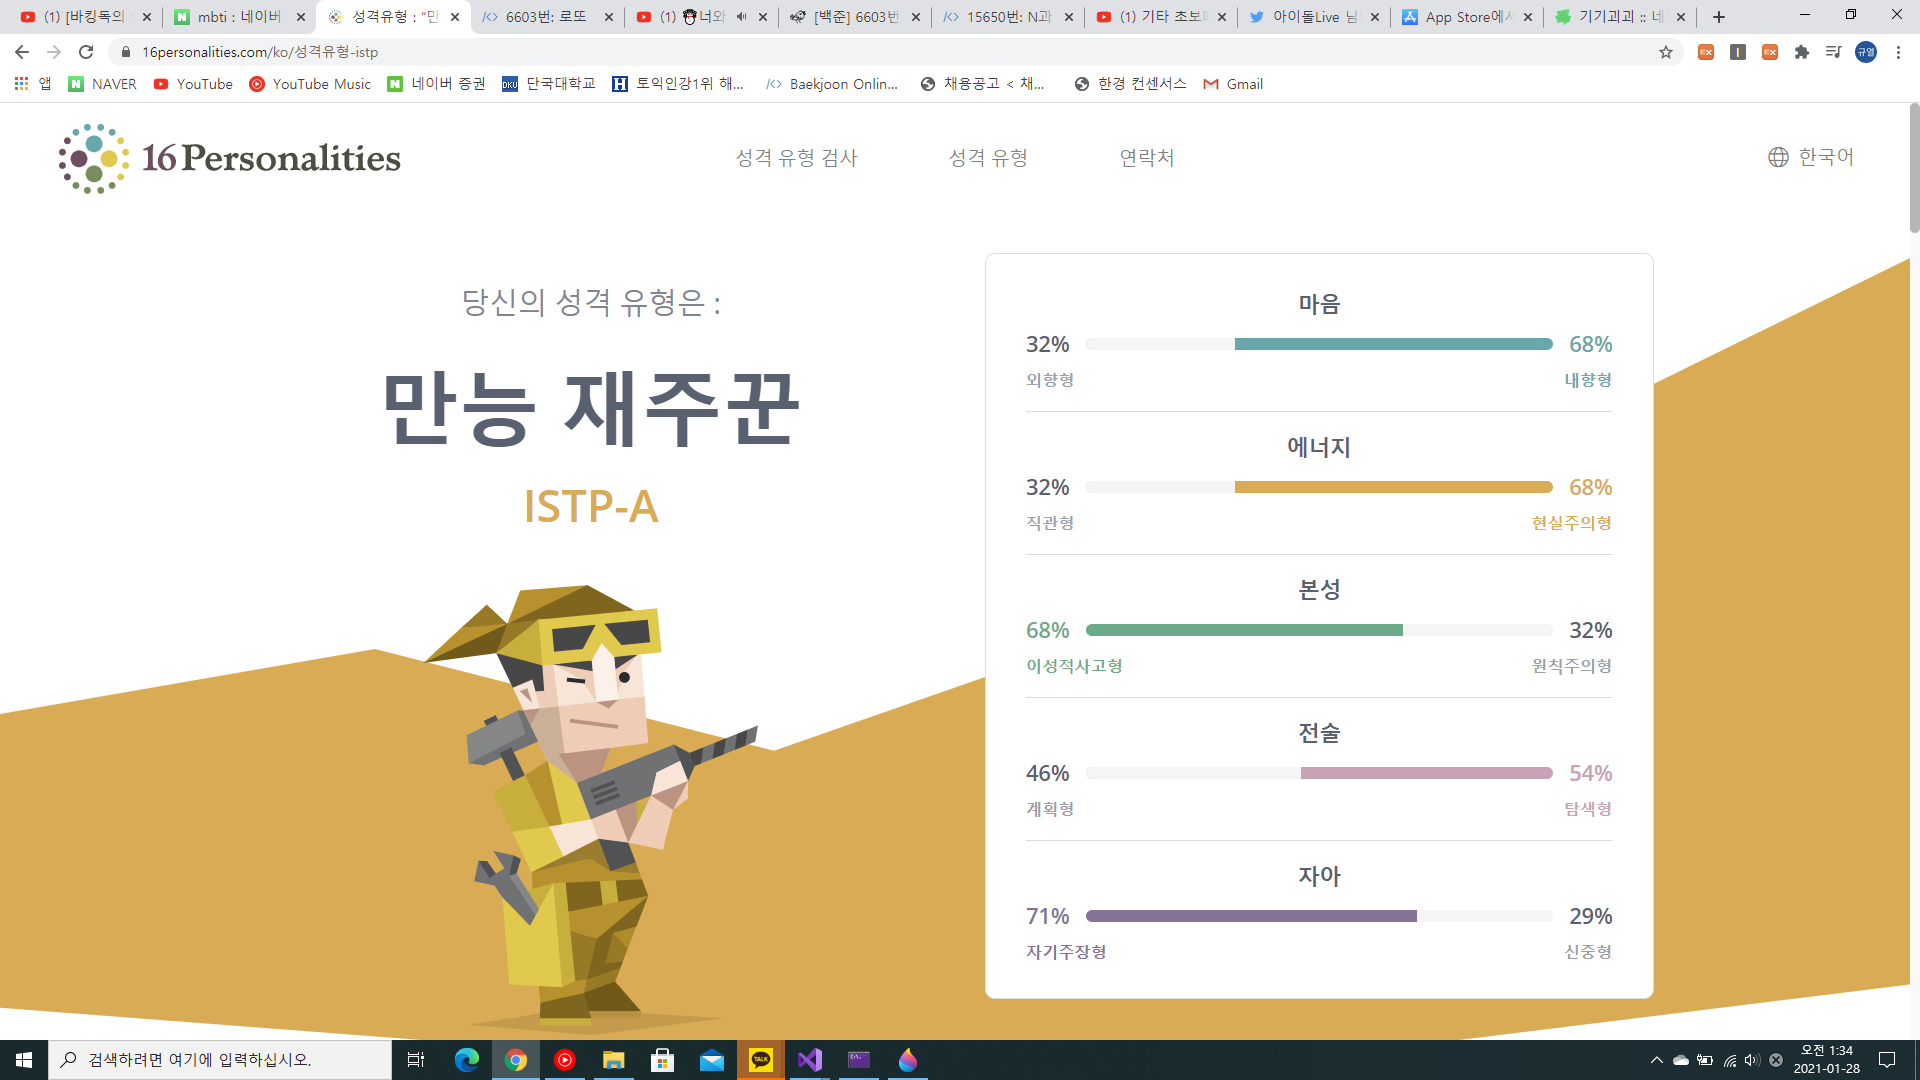 (1) [바킹독의
mbti : 네이버
성격유형 : “만
6603번: 로또
(1) 너와
[백준] 6603번
15650번: N과
(1) 기타 초보
아이돌Live 님
App Store에서
기기괴괴 :: 네
16personalities.com/ko/성격유형-istp
규열
앱
NAVER
YouTube
YouTube Music
네이버 증권
DKU 단국대학교
H 토익인강1위 해...
Baekjoon Onlin...
채용공고 < 채...
한경 컨센서스
Gmail
16Personalities
성격 유형 검사
성격 유형
연락처
한국어
당신의 성격 유형은 :
만능 재주꾼
ISTP-A
마음
32% 68%
외향형 내향형
에너지
32% 68%
직관형 현실주의형
본성
68% 32%
이성적사고형 원칙주의형
전술
46% 54%
계획형 탐색형
자아
71% 29%
자기주장형 신중형
검색하려면 여기에 입력하십시오.
TALK
오전 1:34
2021-01-28